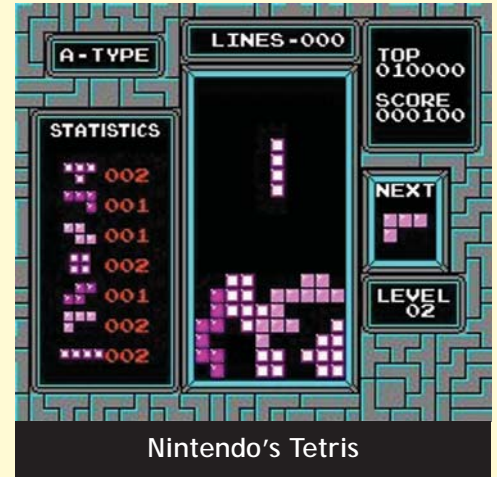 A-TYPE
LINES-000
TOP
010000
SCORE
000100
STATISTICS
002
001
001
002
001
002
002
NEXT
LEVEL
02
Nintendo's Tetris